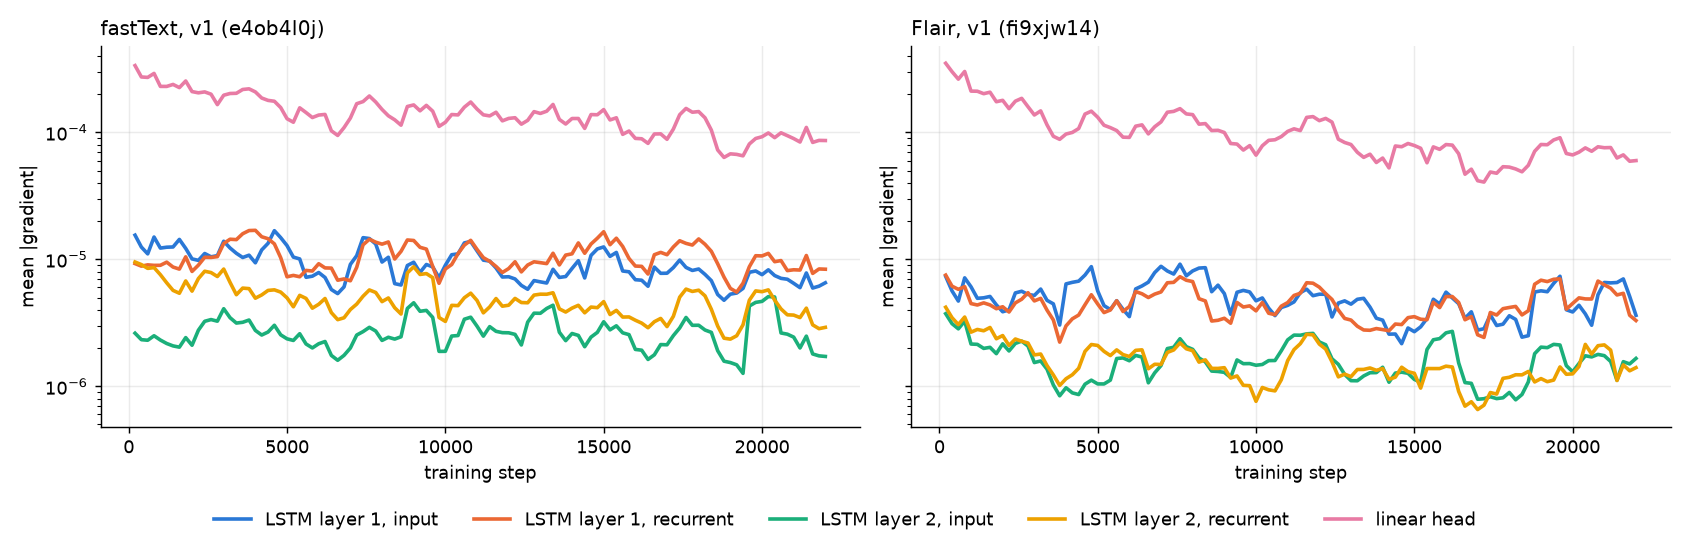 fastText, v1 (e4ob4l0j)
Flair, v1 (fi9xjw14)
mean |gradient|
10⁻⁴
10⁻⁵
10⁻⁶
0 5000 10000 15000 20000
training step
mean |gradient|
0 5000 10000 15000 20000
training step
LSTM layer 1, input
LSTM layer 1, recurrent
LSTM layer 2, input
LSTM layer 2, recurrent
linear head